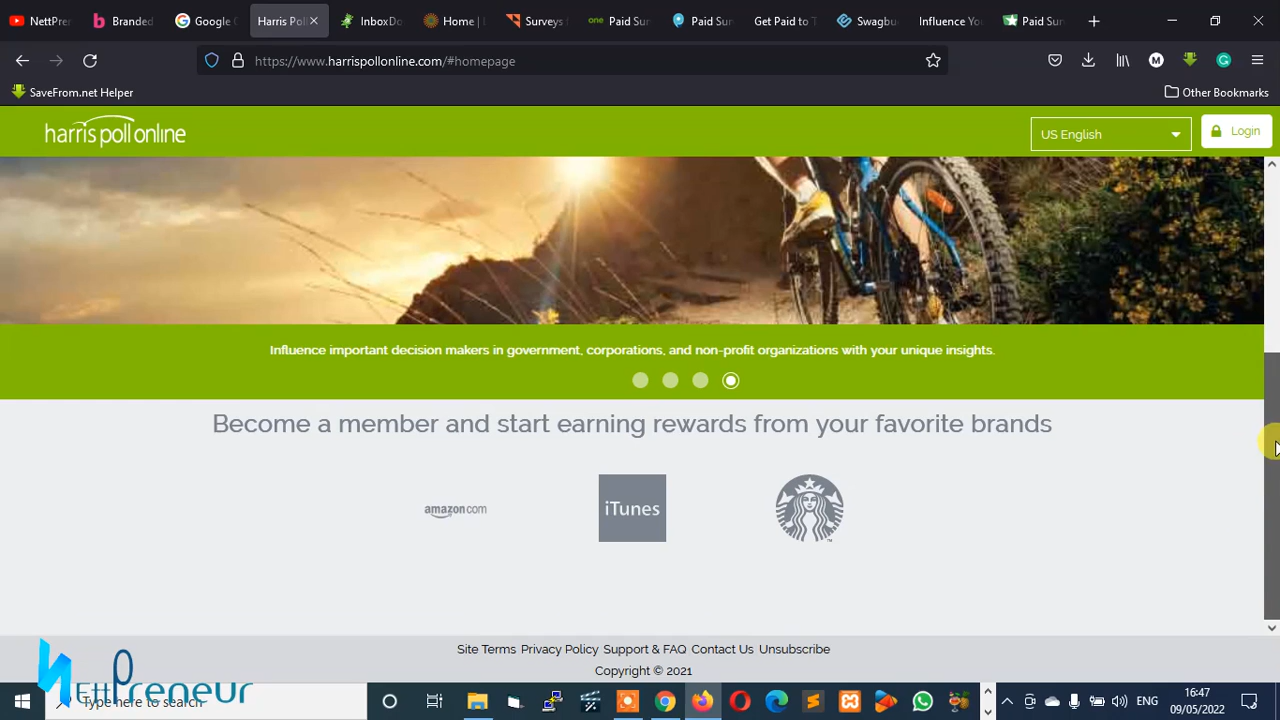 NettPre
Branded
Google
Harris Pol
InboxDo
Home |
Surveys
Paid Sur
Paid Sur
Get Paid to T
Swagbu
Influence Yo
Paid Sur
https://www.harrispollonline.com/#homepage
SaveFrom.net Helper
Other Bookmarks
harris poll online
US English
Login
Influence important decision makers in government, corporations, and non-profit organizations with your unique insights.
Become a member and start earning rewards from your favorite brands
amazon.com
iTunes
Site Terms Privacy Policy Support & FAQ Contact Us Unsubscribe
Copyright © 2021
Type here to search
ENG
16:47
09/05/2022